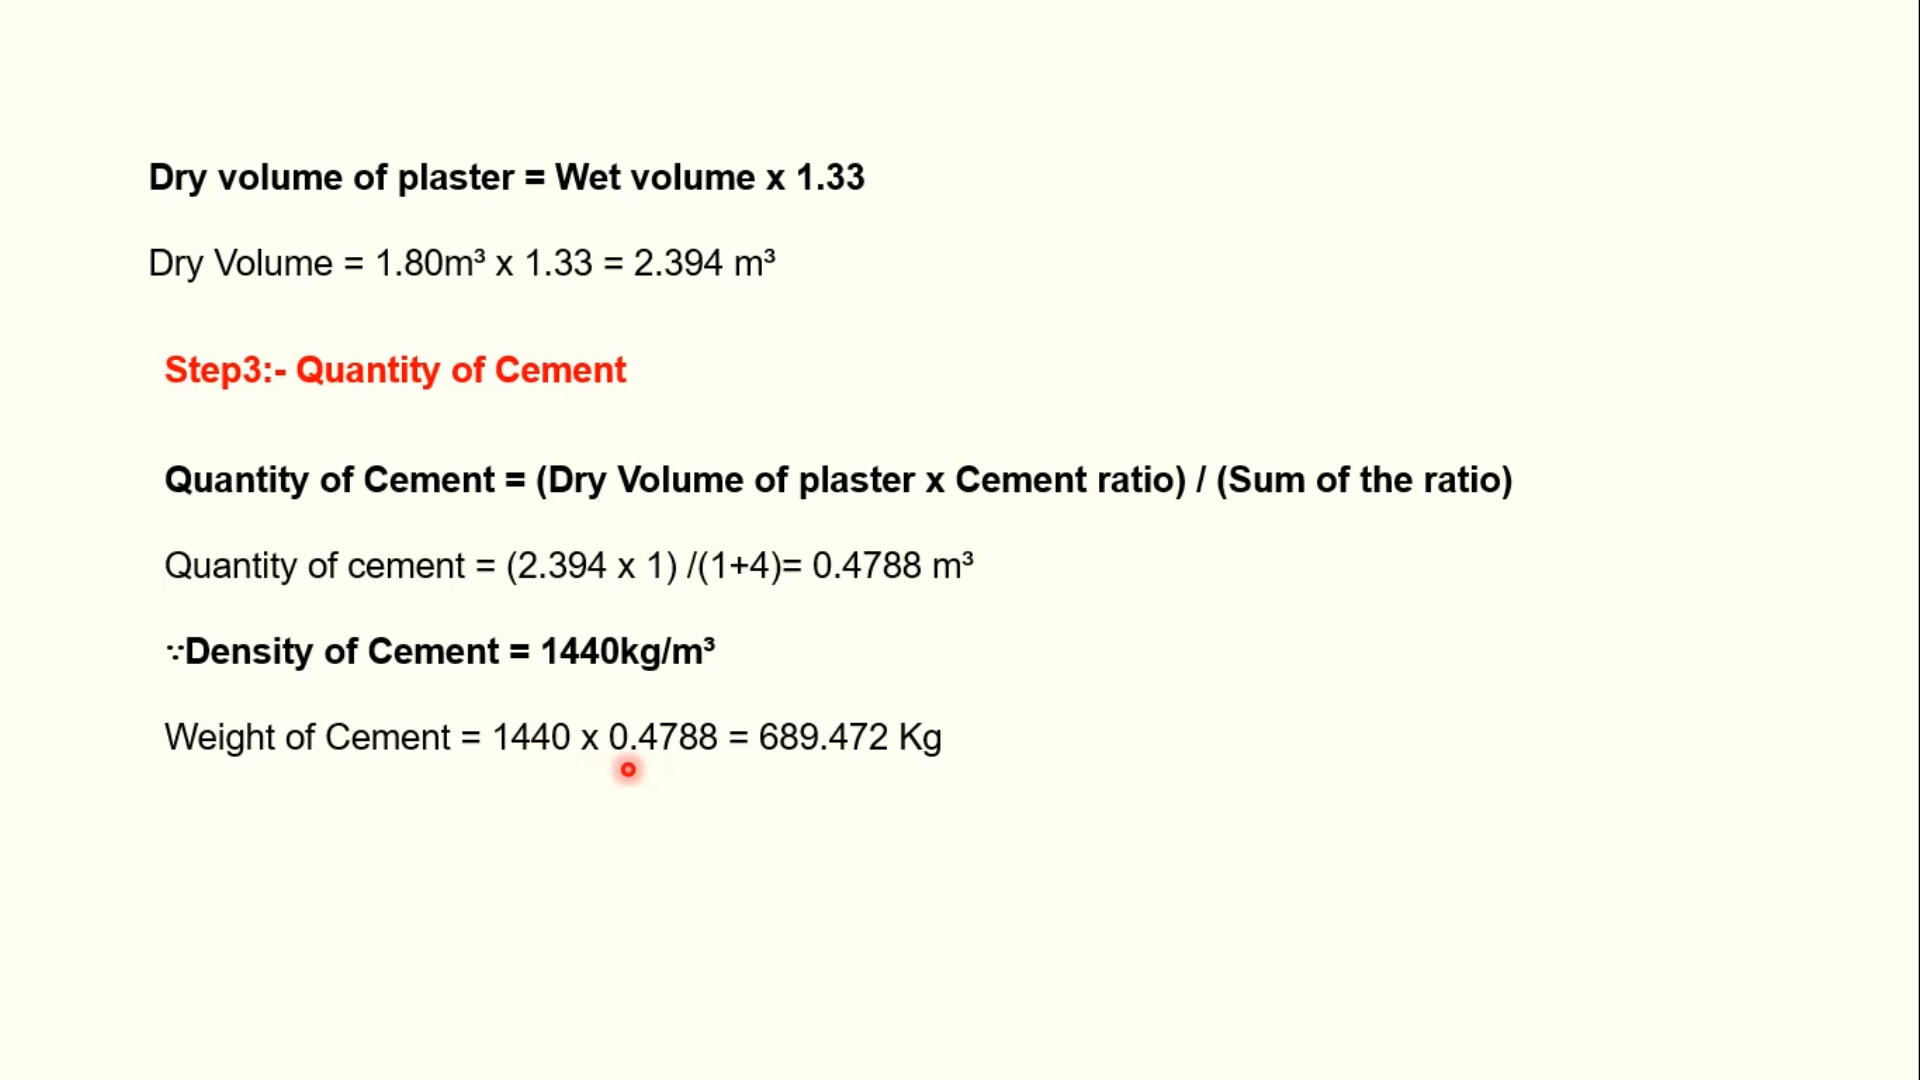 Dry volume of plaster = Wet volume x 1.33
Dry Volume = 1.80m³ x 1.33 = 2.394 m³
Step3:- Quantity of Cement
Quantity of Cement = (Dry Volume of plaster x Cement ratio) / (Sum of the ratio)
Quantity of cement = (2.394 x 1) /(1+4)= 0.4788 m³
∵Density of Cement = 1440kg/m³
Weight of Cement = 1440 x 0.4788 = 689.472 Kg